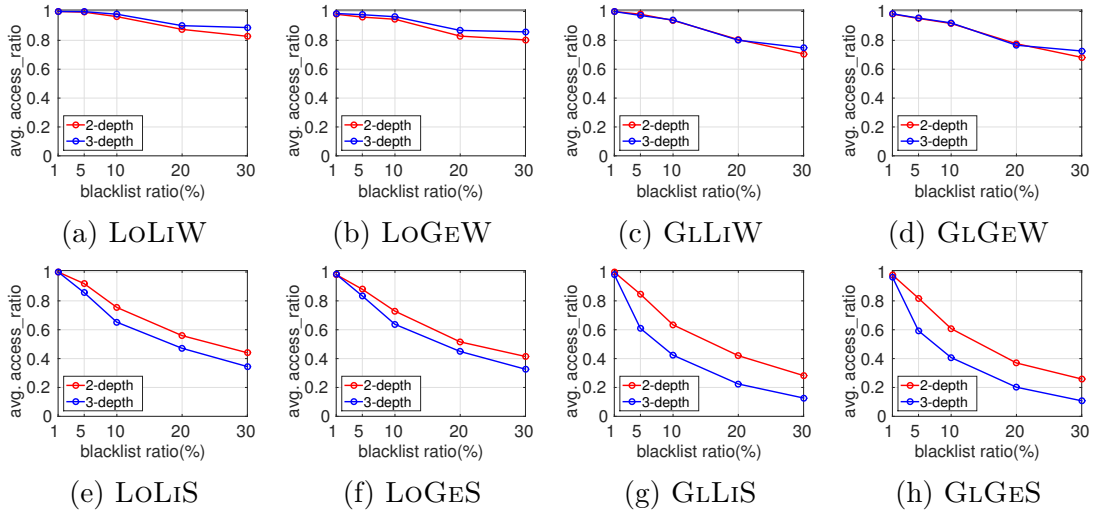 avg. access_ratio
1
0.8
0.6
0.4
0.2
0
2-depth
3-depth
1 5 10 20 30
blacklist ratio(%)
(a) LOLIW
avg. access_ratio
1
0.8
0.6
0.4
0.2
0
2-depth
3-depth
1 5 10 20 30
blacklist ratio(%)
(b) LOGEW
avg. access_ratio
1
0.8
0.6
0.4
0.2
0
2-depth
3-depth
1 5 10 20 30
blacklist ratio(%)
(c) GLLIW
avg. access_ratio
1
0.8
0.6
0.4
0.2
0
2-depth
3-depth
1 5 10 20 30
blacklist ratio(%)
(d) GLGEW
avg. access_ratio
1
0.8
0.6
0.4
0.2
0
2-depth
3-depth
1 5 10 20 30
blacklist ratio(%)
(e) LOLIS
avg. access_ratio
1
0.8
0.6
0.4
0.2
0
2-depth
3-depth
1 5 10 20 30
blacklist ratio(%)
(f) LOGES
avg. access_ratio
1
0.8
0.6
0.4
0.2
0
2-depth
3-depth
1 5 10 20 30
blacklist ratio(%)
(g) GLLIS
avg. access_ratio
1
0.8
0.6
0.4
0.2
0
2-depth
3-depth
1 5 10 20 30
blacklist ratio(%)
(h) GLGES